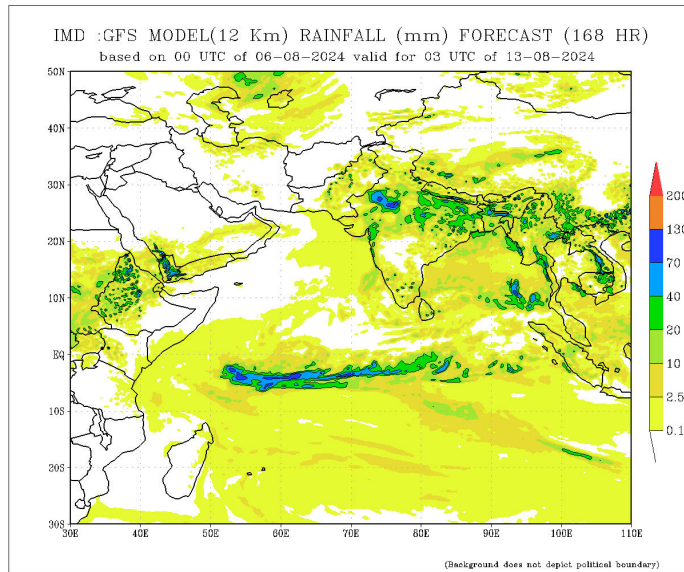 IMD :GFS MODEL(12 Km) RAINFALL (mm) FORECAST (168 HR)
based on 00 UTC of 06-08-2024 valid for 03 UTC of 13-08-2024
50N
40N
30N
20N
10N
EQ
10S
20S
30S
30E 40E 50E 60E 70E 80E 90E 100E 110E
200
130
70
40
20
10
2.5
0.1
(Background does not depict political boundary)